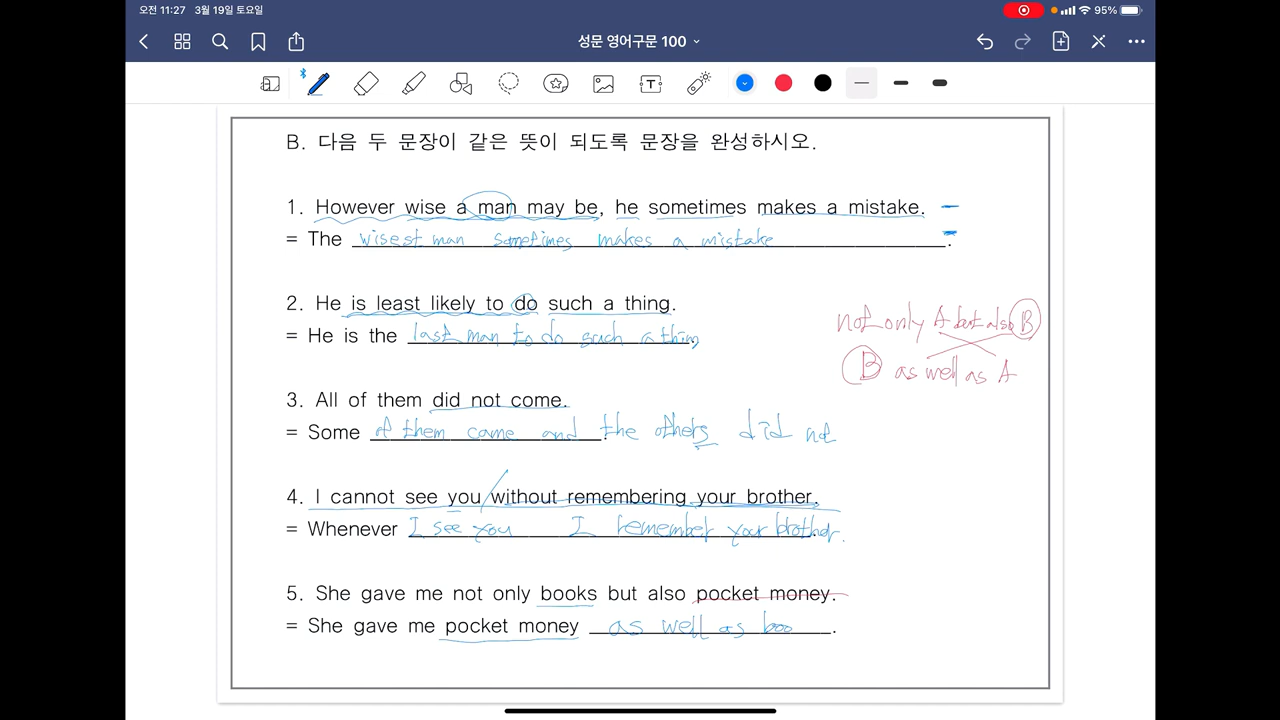 오전 11:27 3월 19일 토요일
95%
성문 영어구문 100
B. 다음 두 문장이 같은 뜻이 되도록 문장을 완성하시오.
1. However wise a man may be, he sometimes makes a mistake.
= The wisest man sometimes makes a mistake.
2. He is least likely to do such a thing.
= He is the last man to do such a thing
not only A but also B
B as well as A
3. All of them did not come.
= Some of them came and the others did not
4. I cannot see you without remembering your brother.
= Whenever I see you I remember your brother.
5. She gave me not only books but also pocket money.
= She gave me pocket money as well as boo.